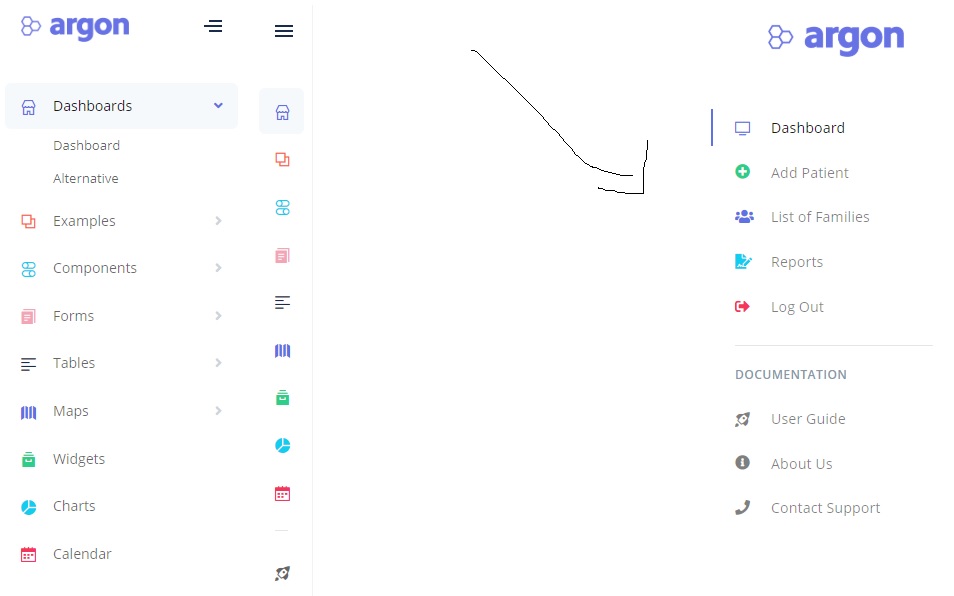 argon
Dashboards
Dashboard
Alternative
Examples
Components
Forms
Tables
Maps
Widgets
Charts
Calendar
argon
Dashboard
Add Patient
List of Families
Reports
Log Out
DOCUMENTATION
User Guide
About Us
Contact Support